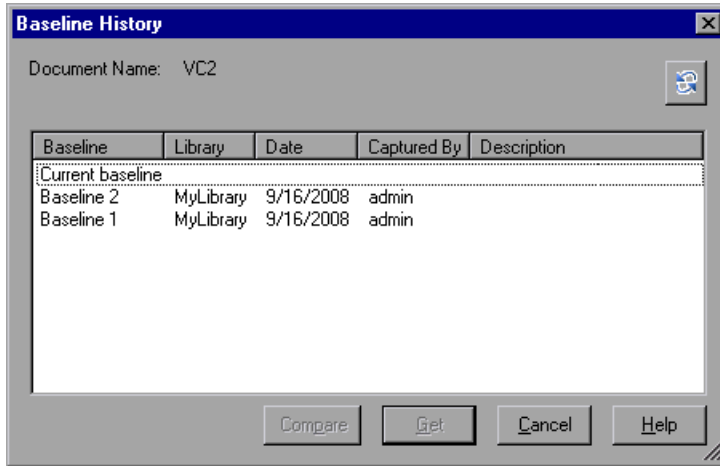 Baseline History
Document Name: VC2
Baseline Library Date Captured By Description
Current baseline
Baseline 2 MyLibrary 9/16/2008 admin
Baseline 1 MyLibrary 9/16/2008 admin
Compare Get Cancel Help